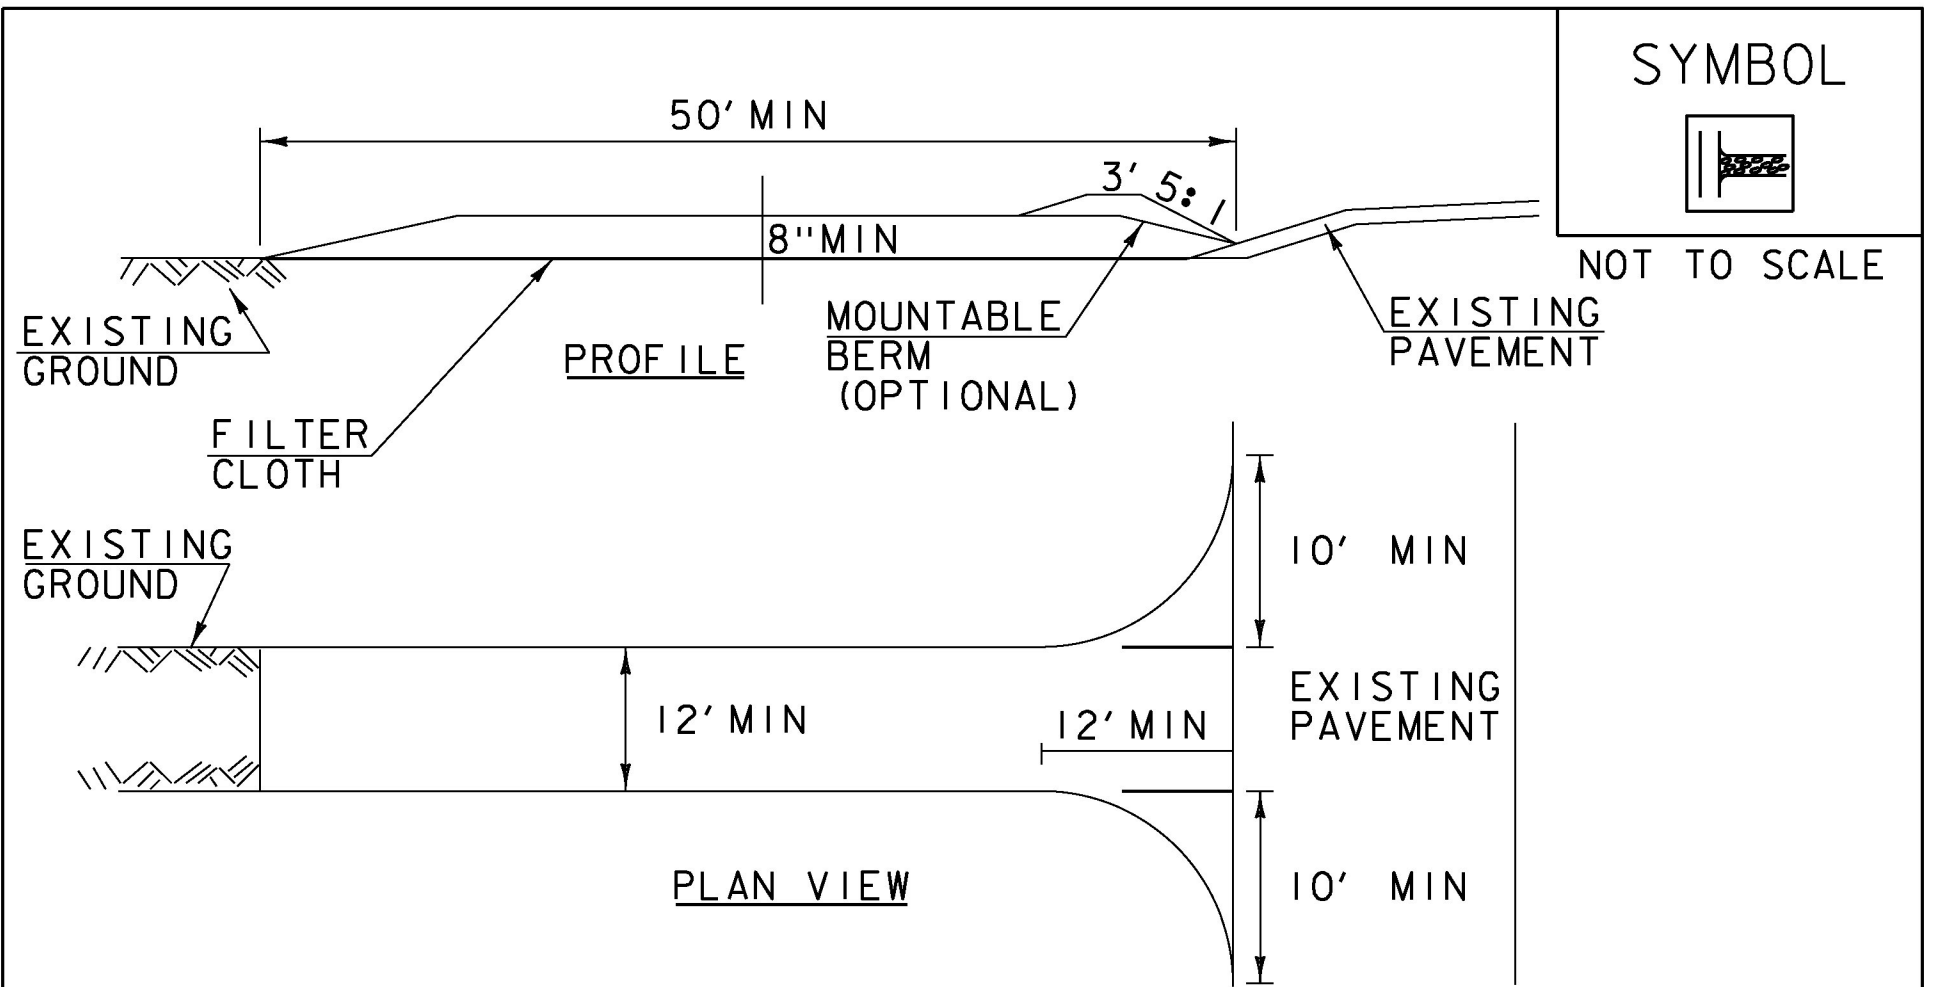 SYMBOL
50' MIN
3' 5:1
8" MIN
NOT TO SCALE
EXISTING
GROUND
PROFILE
MOUNTABLE
BERM
(OPTIONAL)
EXISTING
PAVEMENT
FILTER
CLOTH
EXISTING
GROUND
10' MIN
12' MIN
12' MIN
EXISTING
PAVEMENT
PLAN VIEW
10' MIN